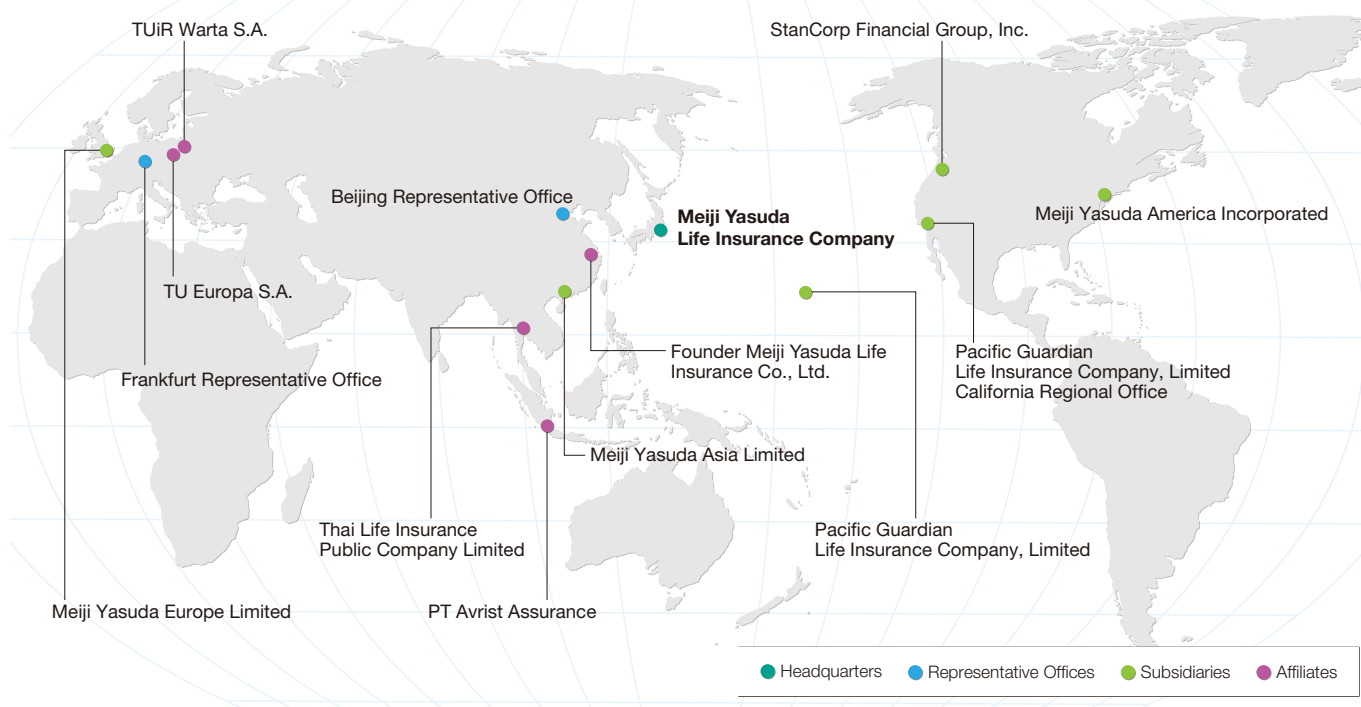 TUiR Warta S.A.
StanCorp Financial Group, Inc.
Beijing Representative Office
Meiji Yasuda
Life Insurance Company
Meiji Yasuda America Incorporated
TU Europa S.A.
Founder Meiji Yasuda Life
Insurance Co., Ltd.
Pacific Guardian
Life Insurance Company, Limited
California Regional Office
Frankfurt Representative Office
Meiji Yasuda Asia Limited
Thai Life Insurance
Public Company Limited
Pacific Guardian
Life Insurance Company, Limited
Meiji Yasuda Europe Limited
PT Avrist Assurance
Headquarters
Representative Offices
Subsidiaries
Affiliates